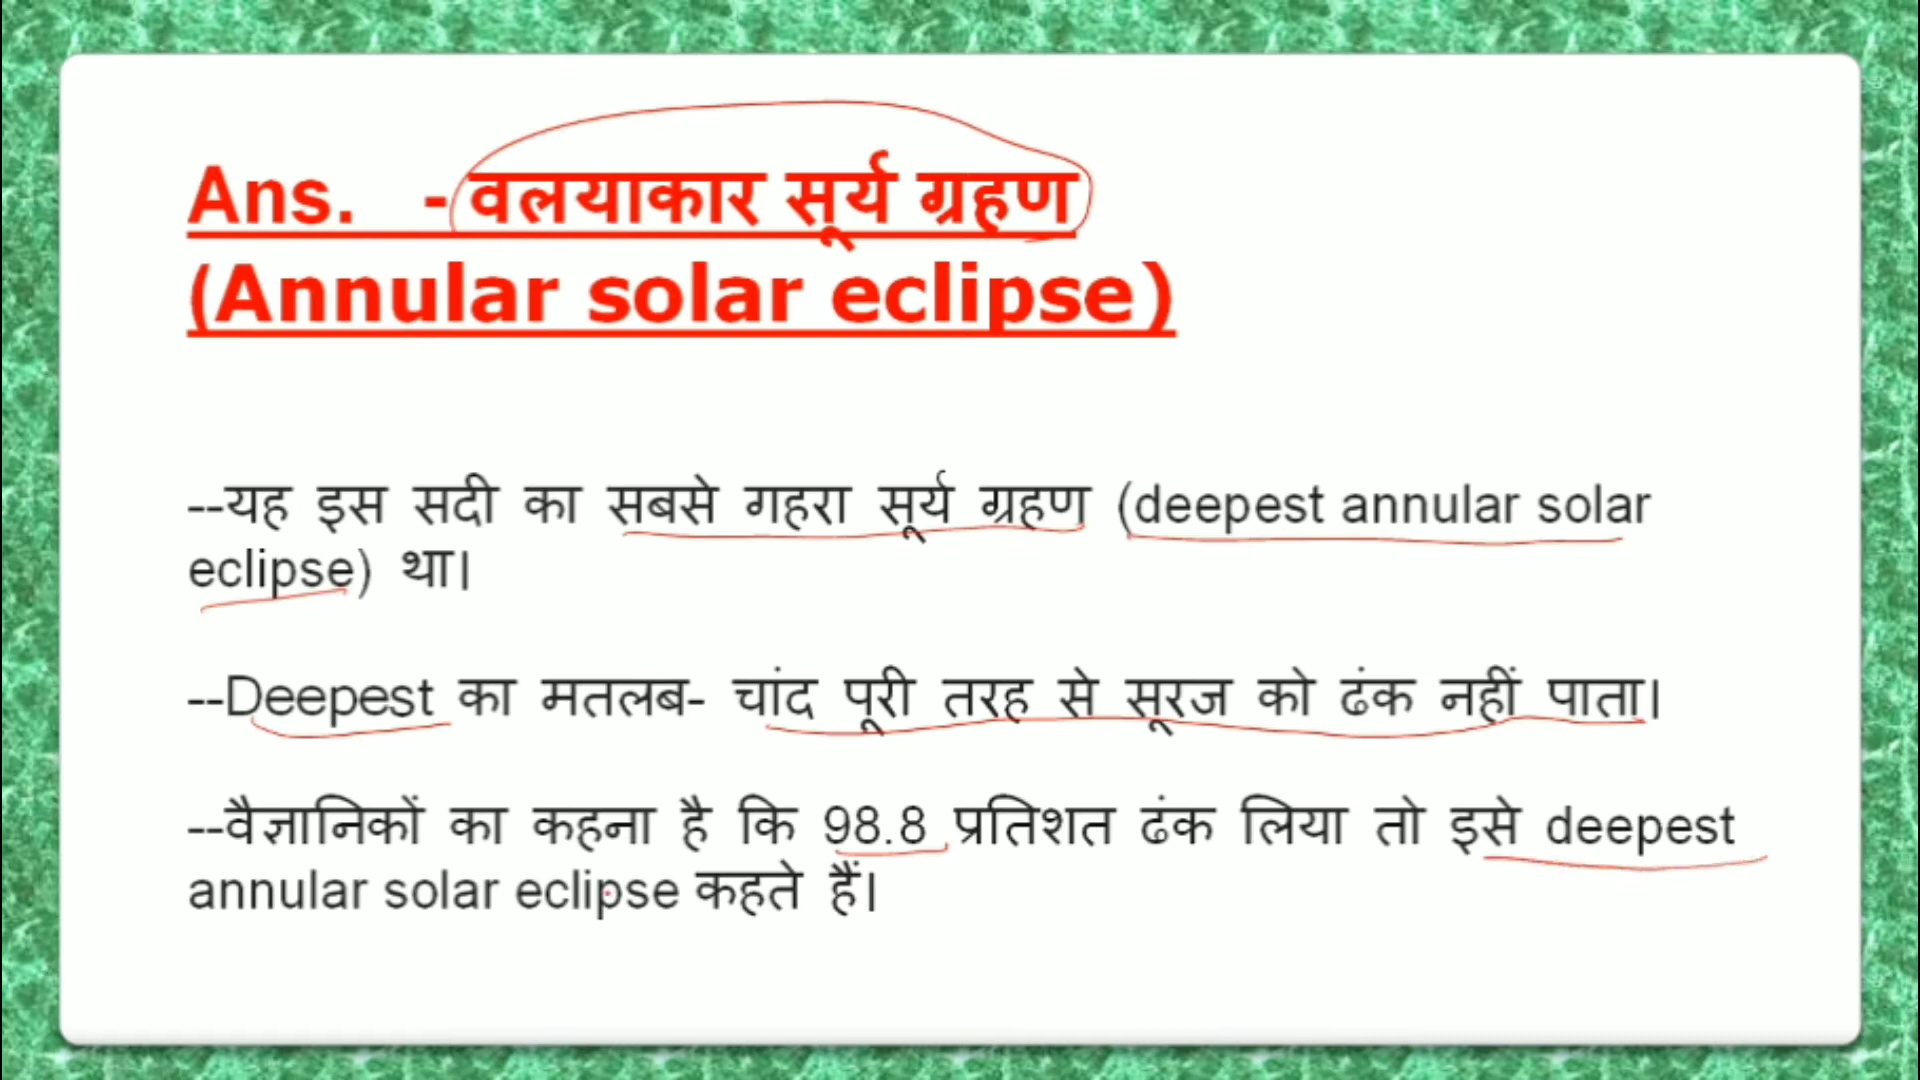 Ans. - वलयाकार सूर्य ग्रहण
(Annular solar eclipse)
--यह इस सदी का सबसे गहरा सूर्य ग्रहण (deepest annular solar
eclipse) था।
--Deepest का मतलब- चांद पूरी तरह से सूरज को ढंक नहीं पाता।
--वैज्ञानिकों का कहना है कि 98.8 प्रतिशत ढंक लिया तो इसे deepest
annular solar eclipse कहते हैं।